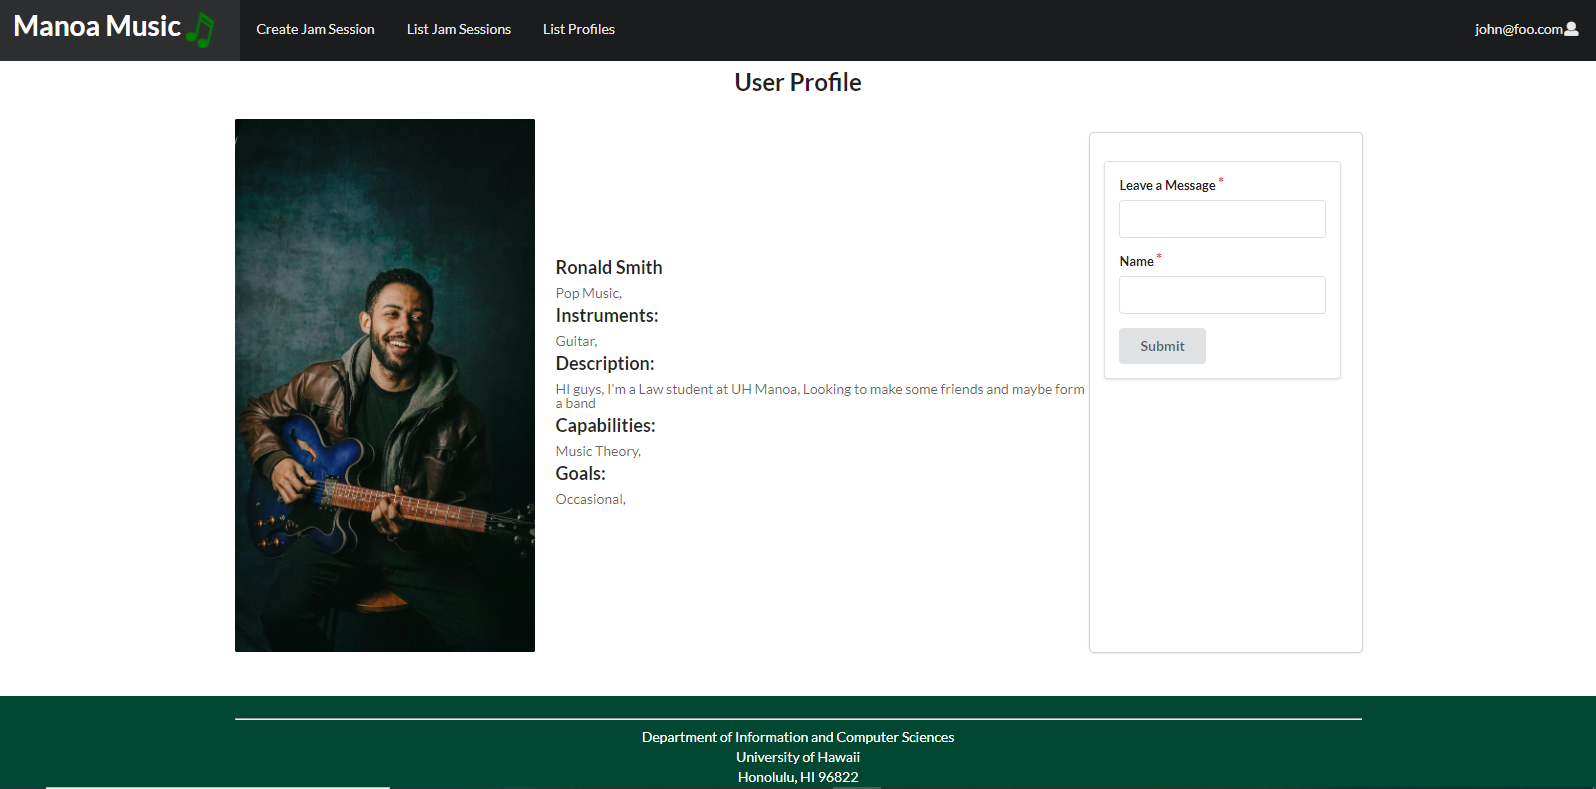 Manoa Music
Create Jam Session
List Jam Sessions
List Profiles
john@foo.com
User Profile
Ronald Smith
Pop Music,
Instruments:
Guitar,
Description:
HI guys, I'm a Law student at UH Manoa, Looking to make some friends and maybe form
a band
Capabilities:
Music Theory,
Goals:
Occasional,
Leave a Message *
Name *
Submit
Department of Information and Computer Sciences
University of Hawaii
Honolulu, HI 96822